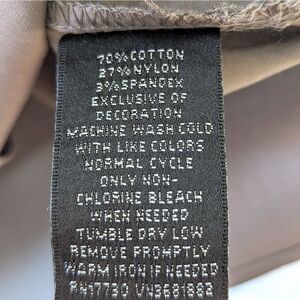 70% COTTON
27% NYLON
3% SPANDEX
EXCLUSIVE OF
DECORATION
MACHINE WASH COLD
WITH LIKE COLORS
NORMAL CYCLE
ONLY NON-
CHLORINE BLEACH
WHEN NEEDED
TUMBLE DRY LOW
REMOVE PROMPTLY
WARM IRON IF NEEDED